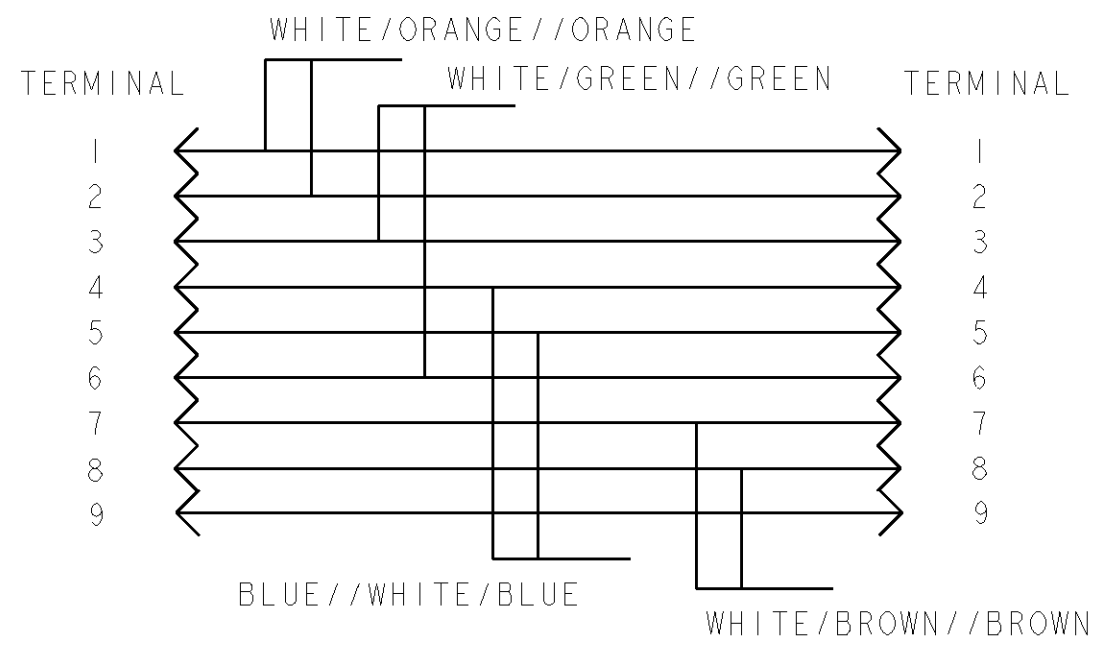 WHITE/ORANGE//ORANGE
WHITE/GREEN//GREEN
TERMINAL TERMINAL
1 1
2 2
3 3
4 4
5 5
6 6
7 7
8 8
9 9
BLUE//WHITE/BLUE
WHITE/BROWN//BROWN